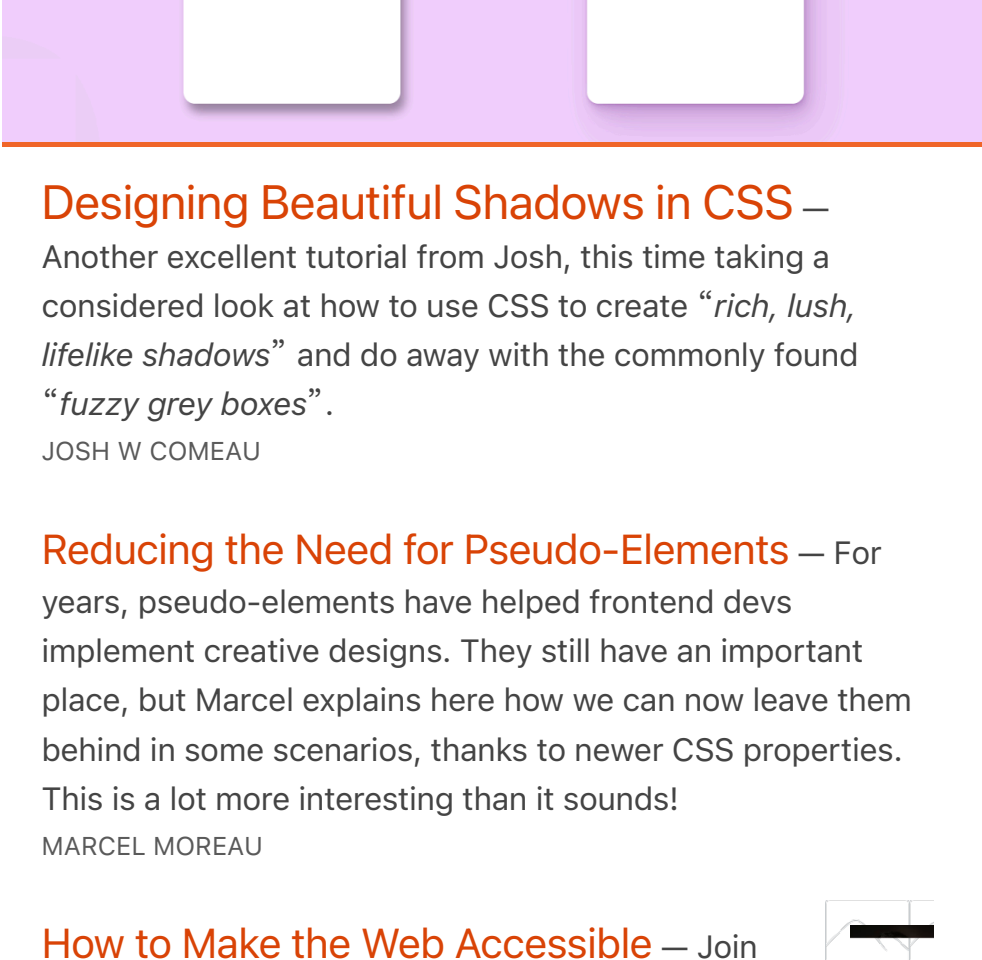 Designing Beautiful Shadows in CSS —
Another excellent tutorial from Josh, this time taking a
considered look at how to use CSS to create “rich, lush,
lifelike shadows” and do away with the commonly found
“fuzzy grey boxes”.
JOSH W COMEAU
Reducing the Need for Pseudo-Elements — For
years, pseudo-elements have helped frontend devs
implement creative designs. They still have an important
place, but Marcel explains here how we can now leave them
behind in some scenarios, thanks to newer CSS properties.
This is a lot more interesting than it sounds!
MARCEL MOREAU
How to Make the Web Accessible — Join